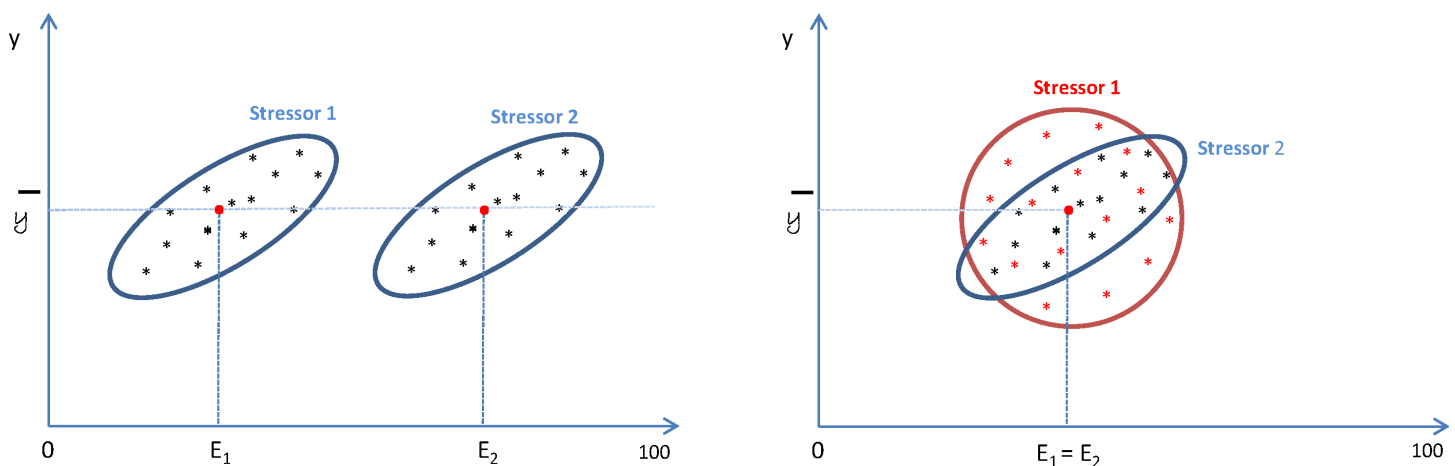 y
Stressor 1
Stressor 2
y̅
0
E₁
E₂
100
y
Stressor 1
Stressor 2
y̅
0
E₁ = E₂
100